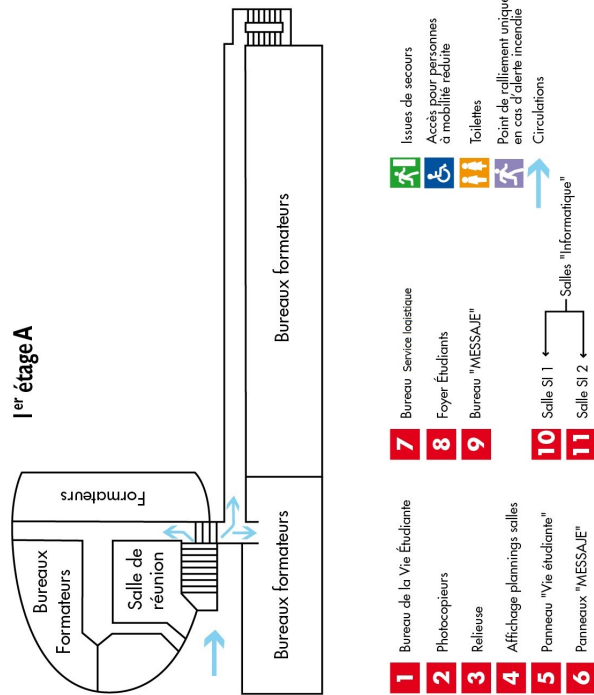 1er étage A
Formateurs
Bureaux
Formateurs
Salle de
réunion
Bureaux formateurs
Bureaux formateurs
1 Bureau de la Vie Étudiante
2 Photocopieurs
3 Relieuse
4 Affichage plannings salles
5 Panneau "Vie étudiante"
6 Panneaux "MESSAJE"
7 Bureau Service logistique
8 Foyer Étudiants
9 Bureau "MESSAJE"
10 Salle SI 1
11 Salle SI 2
Salles "Informatique"
Issues de secours
Accès pour personnes
à mobilité réduite
Toilettes
Point de ralliement unique
en cas d'alerte incendie
Circulations